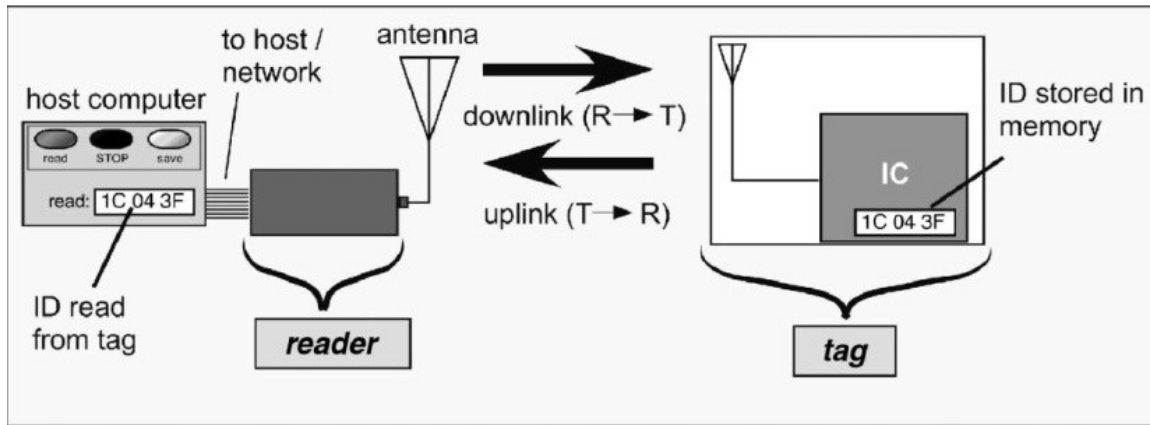 to host /
network
antenna
host computer
read STOP save
read: 1C 04 3F
ID read
from tag
reader
downlink (R→ T)
uplink (T→ R)
ID stored in
memory
IC
1C 04 3F
tag